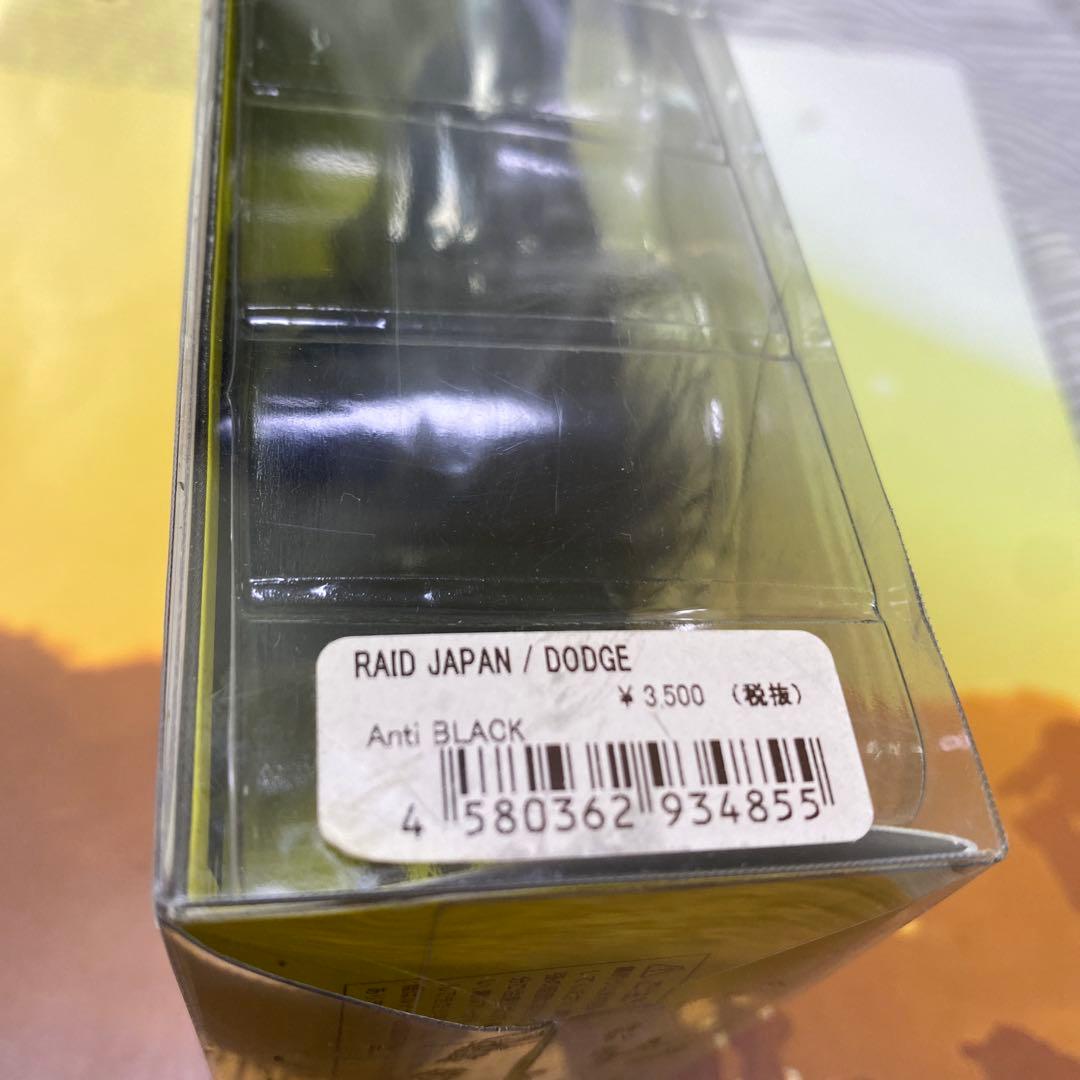 RAID JAPAN / DODGE
¥ 3,500 (税抜)
Anti BLACK
4 580362 934855